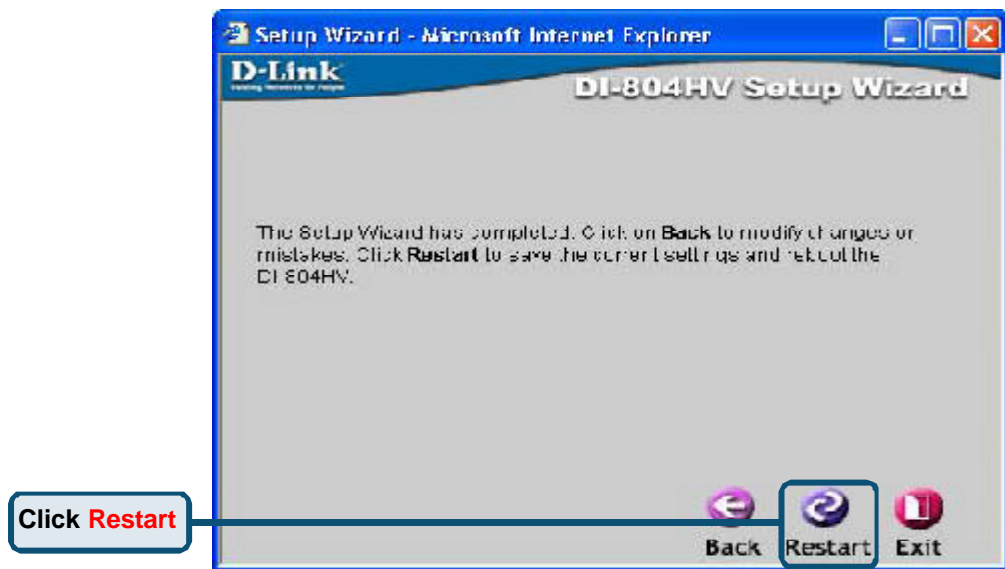 Setup Wizard - Microsoft Internet Explorer
D-Link
DI-804HV Setup Wizard
The Setup Wizard has completed. Click on Back to modify changes or
mistakes. Click Restart to save the current settings and reboot the
DI-804HV.
Click Restart
Back Restart Exit